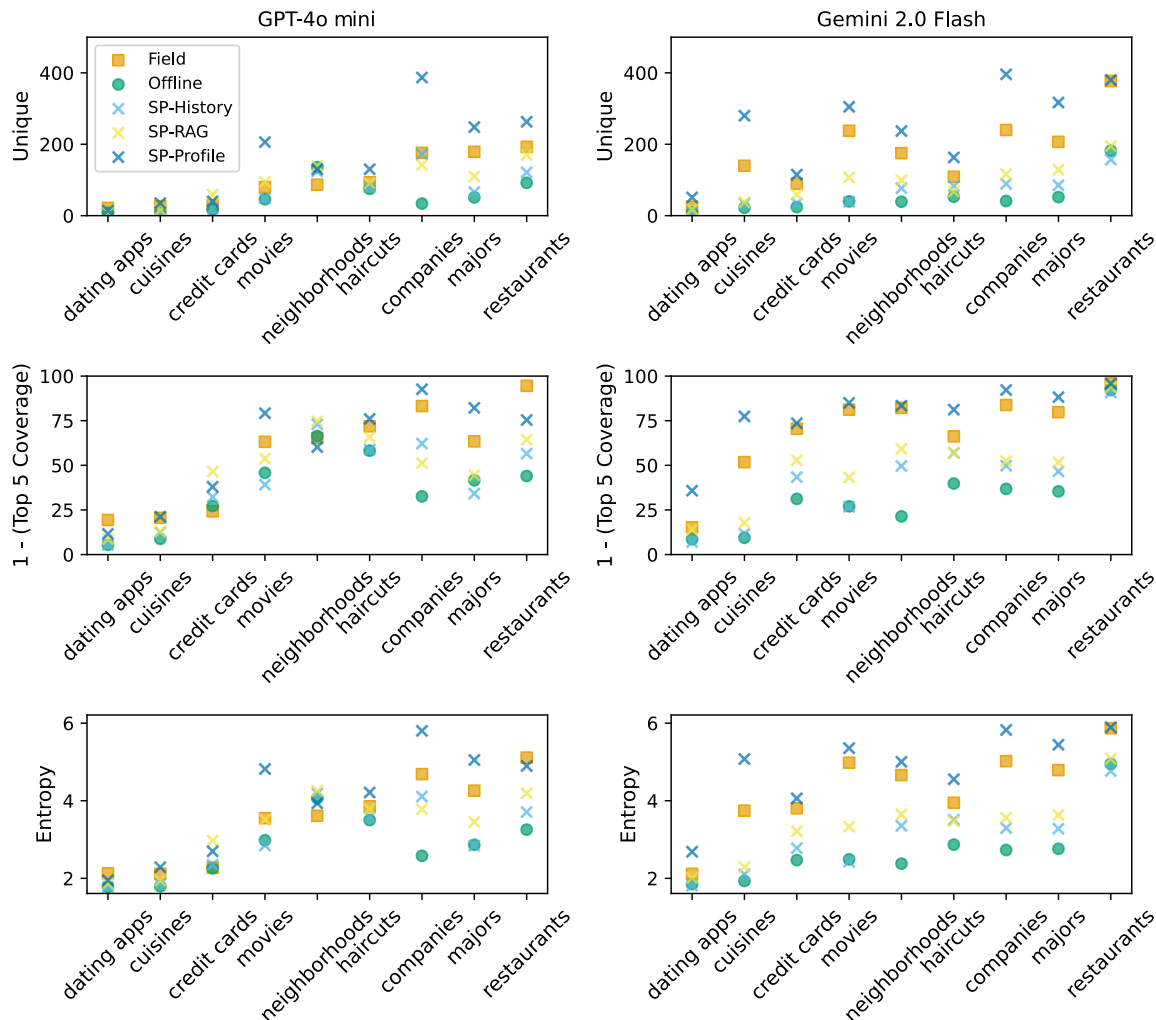 GPT-4o mini
Gemini 2.0 Flash
Unique
400
200
0
Field
Offline
SP-History
SP-RAG
SP-Profile
dating apps
cuisines
credit cards
movies
neighborhoods
haircuts
companies
majors
restaurants
Unique
400
200
0
dating apps
cuisines
credit cards
movies
neighborhoods
haircuts
companies
majors
restaurants
1 - (Top 5 Coverage)
100
75
50
25
0
dating apps
cuisines
credit cards
movies
neighborhoods
haircuts
companies
majors
restaurants
1 - (Top 5 Coverage)
100
75
50
25
0
dating apps
cuisines
credit cards
movies
neighborhoods
haircuts
companies
majors
restaurants
Entropy
6
4
2
dating apps
cuisines
credit cards
movies
neighborhoods
haircuts
companies
majors
restaurants
Entropy
6
4
2
dating apps
cuisines
credit cards
movies
neighborhoods
haircuts
companies
majors
restaurants